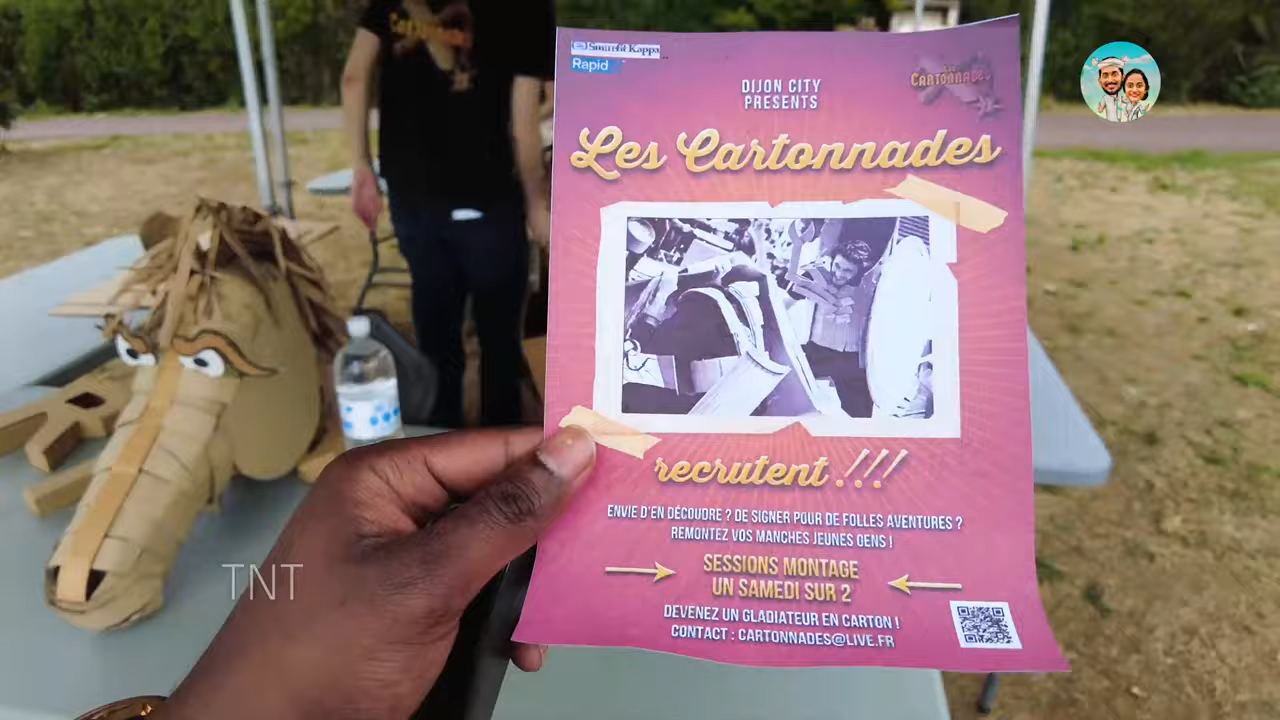 Smurfit Kappa
Rapid
DIJON CITY
PRESENTS
Les
CARTONNADES
Les Cartonnades
recrutent !!!
ENVIE D'EN DÉCOUDRE ? DE SIGNER POUR DE FOLLES AVENTURES ?
REMONTEZ VOS MANCHES JEUNES OENS !
SESSIONS MONTAGE
UN SAMEDI SUR 2
DEVENEZ UN GLADIATEUR EN CARTON !
CONTACT : CARTONNADES@LIVE.FR
TNT